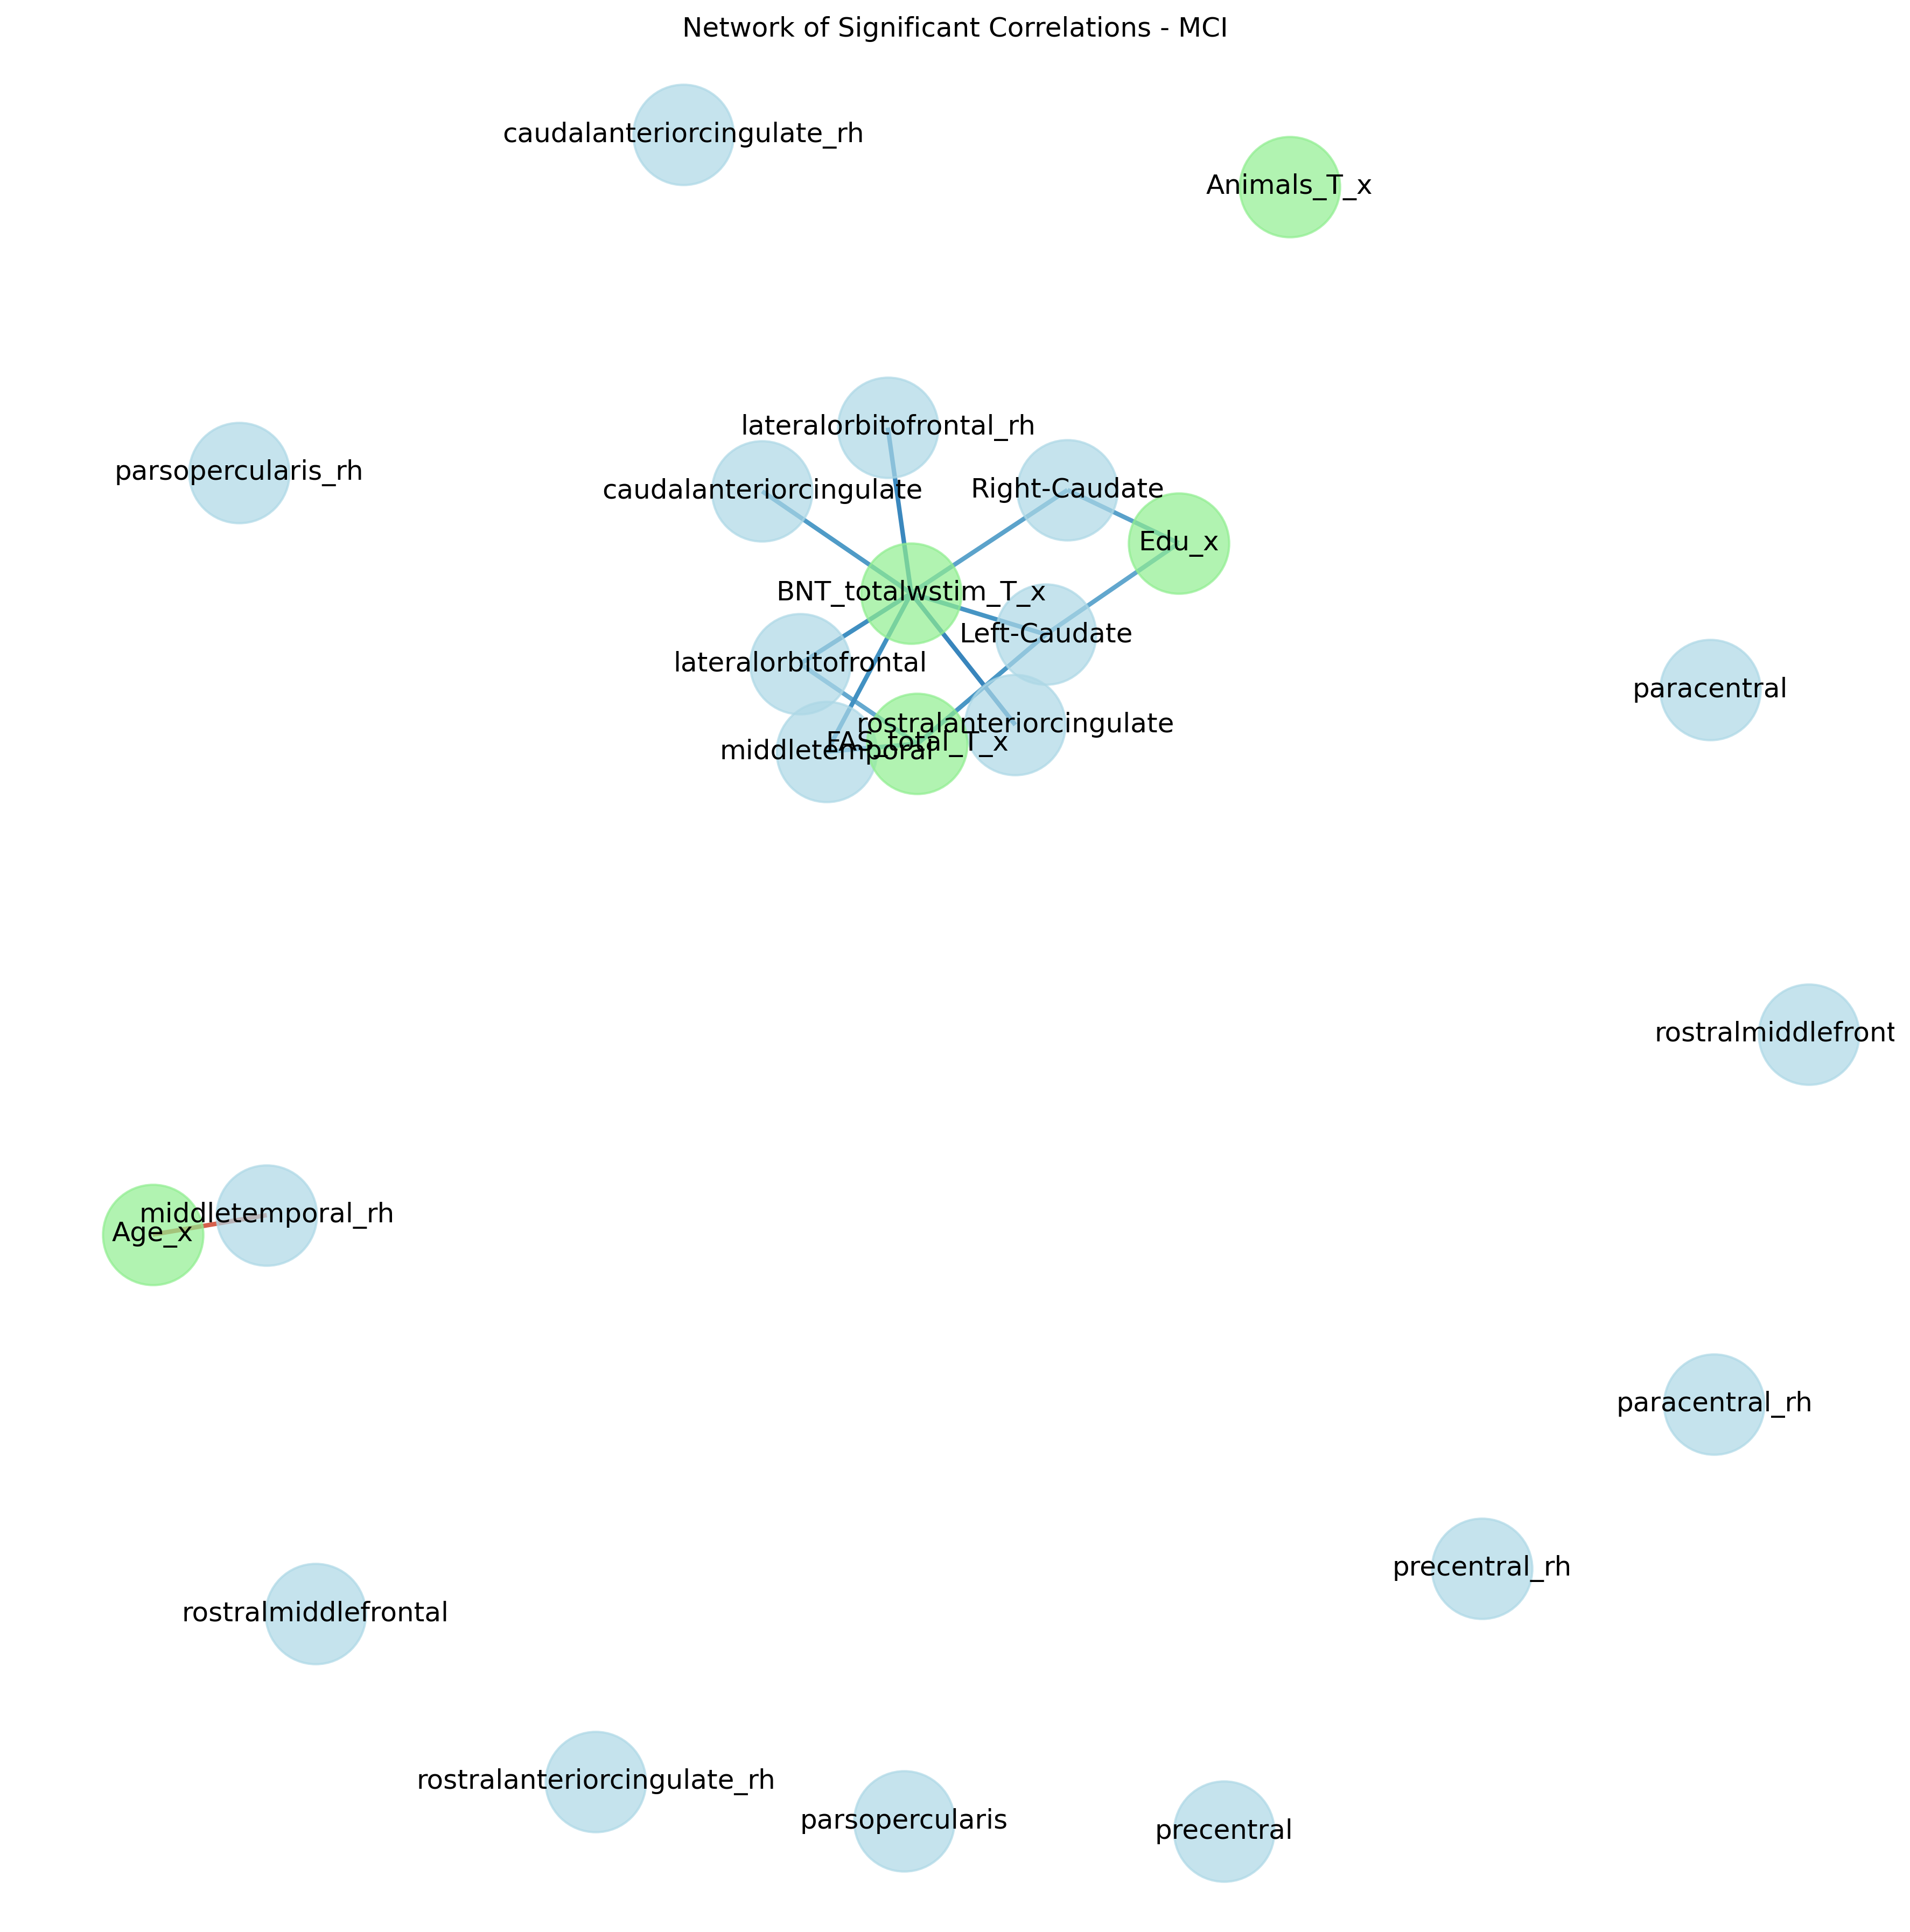 Network of Significant Correlations - MCI
caudalanteriorcingulate_rh
Animals_T_x
lateralorbitofrontal_rh
parsopercularis_rh
caudalanteriorcingulate
Right-Caudate
Edu_x
BNT_totalwstim_T_x
Left-Caudate
lateralorbitofrontal
paracentral
rostralanteriorcingulate
FAS_total_T_x
middletemporal
rostralmiddlefront
middletemporal_rh
Age_x
paracentral_rh
precentral_rh
rostralmiddlefrontal
rostralanteriorcingulate_rh
parsopercularis
precentral